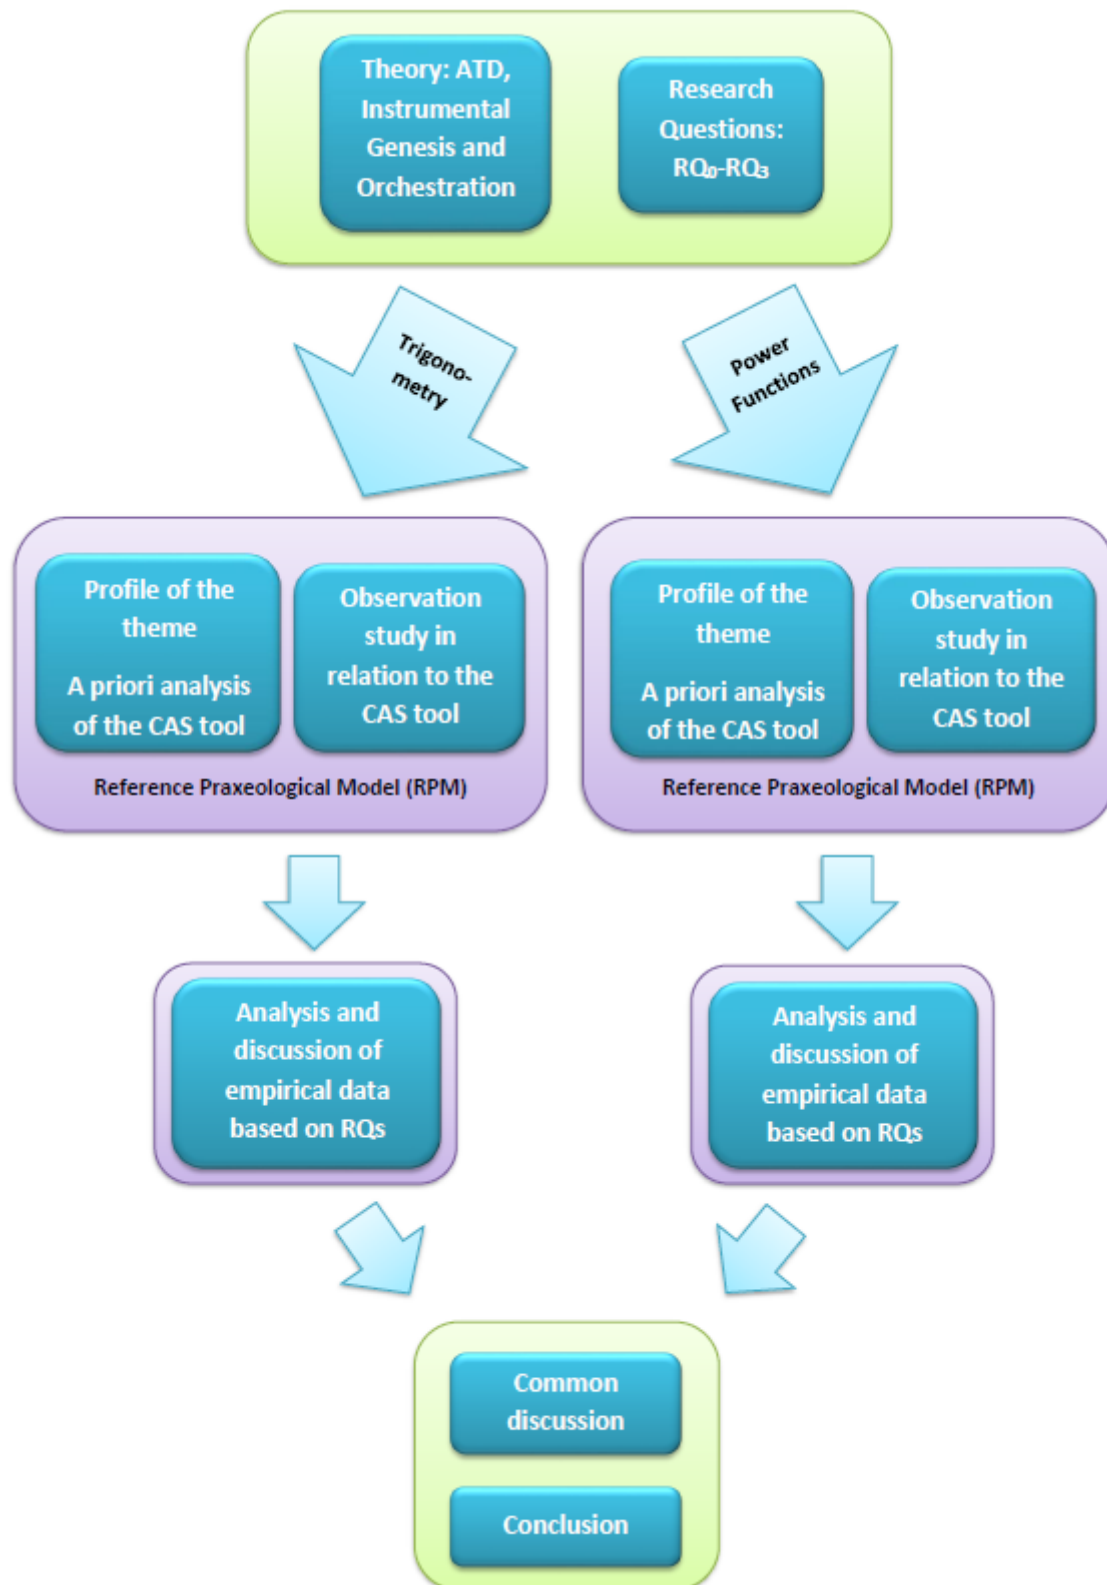 Theory: ATD,
Instrumental
Genesis and
Orchestration
Research
Questions:
RQ₀-RQ₃
Trigono-
metry
Power
Functions
Profile of the
theme
A priori analysis
of the CAS tool
Observation
study in
relation to the
CAS tool
Reference Praxeological Model (RPM)
Profile of the
theme
A priori analysis
of the CAS tool
Observation
study in
relation to the
CAS tool
Reference Praxeological Model (RPM)
Analysis and
discussion of
empirical data
based on RQs
Analysis and
discussion of
empirical data
based on RQs
Common
discussion
Conclusion